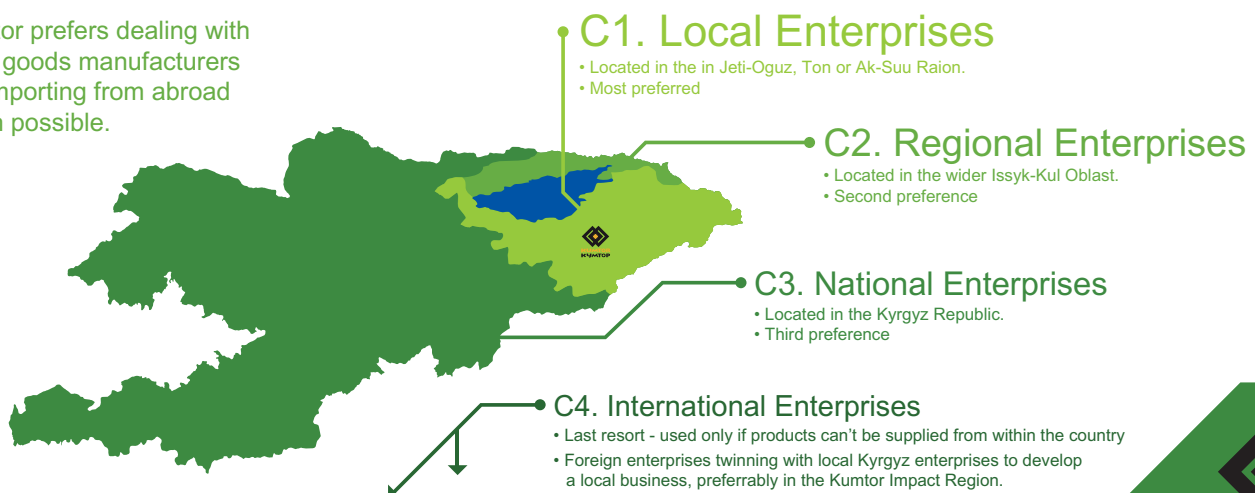 or prefers dealing with
goods manufacturers
mporting from abroad
possible.
C1. Local Enterprises
• Located in the in Jeti-Oguz, Ton or Ak-Suu Raion.
• Most preferred
C2. Regional Enterprises
• Located in the wider Issyk-Kul Oblast.
• Second preference
КУМТОР
C3. National Enterprises
• Located in the Kyrgyz Republic.
• Third preference
C4. International Enterprises
• Last resort - used only if products can’t be supplied from within the country
• Foreign enterprises twinning with local Kyrgyz enterprises to develop
a local business, preferrably in the Kumtor Impact Region.